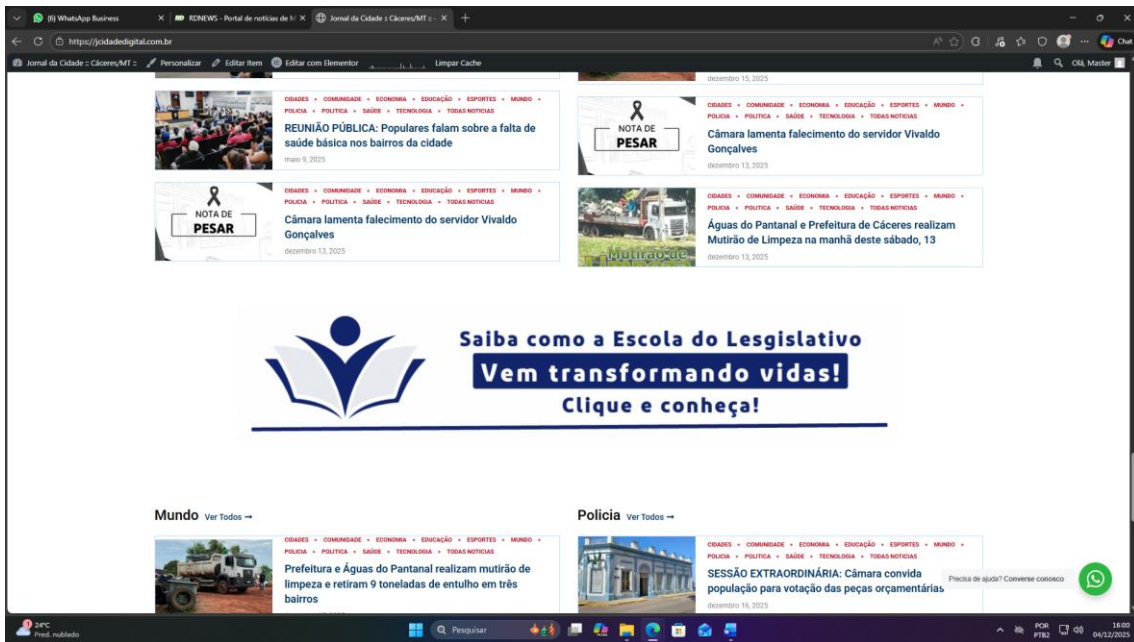 (6) WhatsApp Business
RDNEWS - Portal de notícias de M
Jornal da Cidade :: Cáceres/MT ::
https://jcidadedigital.com.br
Chat
Jornal da Cidade :: Cáceres/MT ::
Personalizar
Editar Item
Editar com Elementor
Limpar Cache
Olá, Master
dezembro 15, 2025
CIDADES • COMUNIDADE • ECONOMIA • EDUCAÇÃO • ESPORTES • MUNDO •
POLICIA • POLITICA • SAÚDE • TECNOLOGIA • TODAS NOTICIAS
REUNIÃO PÚBLICA: Populares falam sobre a falta de
saúde básica nos bairros da cidade
maio 9, 2025
NOTA DE
PESAR
CIDADES • COMUNIDADE • ECONOMIA • EDUCAÇÃO • ESPORTES • MUNDO •
POLICIA • POLITICA • SAÚDE • TECNOLOGIA • TODAS NOTICIAS
Câmara lamenta falecimento do servidor Vivaldo
Gonçalves
dezembro 13, 2025
NOTA DE
PESAR
CIDADES • COMUNIDADE • ECONOMIA • EDUCAÇÃO • ESPORTES • MUNDO •
POLICIA • POLITICA • SAÚDE • TECNOLOGIA • TODAS NOTICIAS
Câmara lamenta falecimento do servidor Vivaldo
Gonçalves
dezembro 13, 2025
Mutirão de
CIDADES • COMUNIDADE • ECONOMIA • EDUCAÇÃO • ESPORTES • MUNDO •
POLICIA • POLITICA • SAÚDE • TECNOLOGIA • TODAS NOTICIAS
Águas do Pantanal e Prefeitura de Cáceres realizam
Mutirão de Limpeza na manhã deste sábado, 13
dezembro 13, 2025
Saiba como a Escola do Lesgislativo
Vem transformando vidas!
Clique e conheça!
Mundo Ver Todos →
CIDADES • COMUNIDADE • ECONOMIA • EDUCAÇÃO • ESPORTES • MUNDO •
POLICIA • POLITICA • SAÚDE • TECNOLOGIA • TODAS NOTICIAS
Prefeitura e Águas do Pantanal realizam mutirão de
limpeza e retiram 9 toneladas de entulho em três
bairros
Policia Ver Todos →
CIDADES • COMUNIDADE • ECONOMIA • EDUCAÇÃO • ESPORTES • MUNDO •
POLICIA • POLITICA • SAÚDE • TECNOLOGIA • TODAS NOTICIAS
SESSÃO EXTRAORDINÁRIA: Câmara convida
população para votação das peças orçamentárias
dezembro 16, 2025
Precisa de ajuda? Converse conosco
24°C
Pred. nublado
Pesquisar
POR
PTB2
16:00